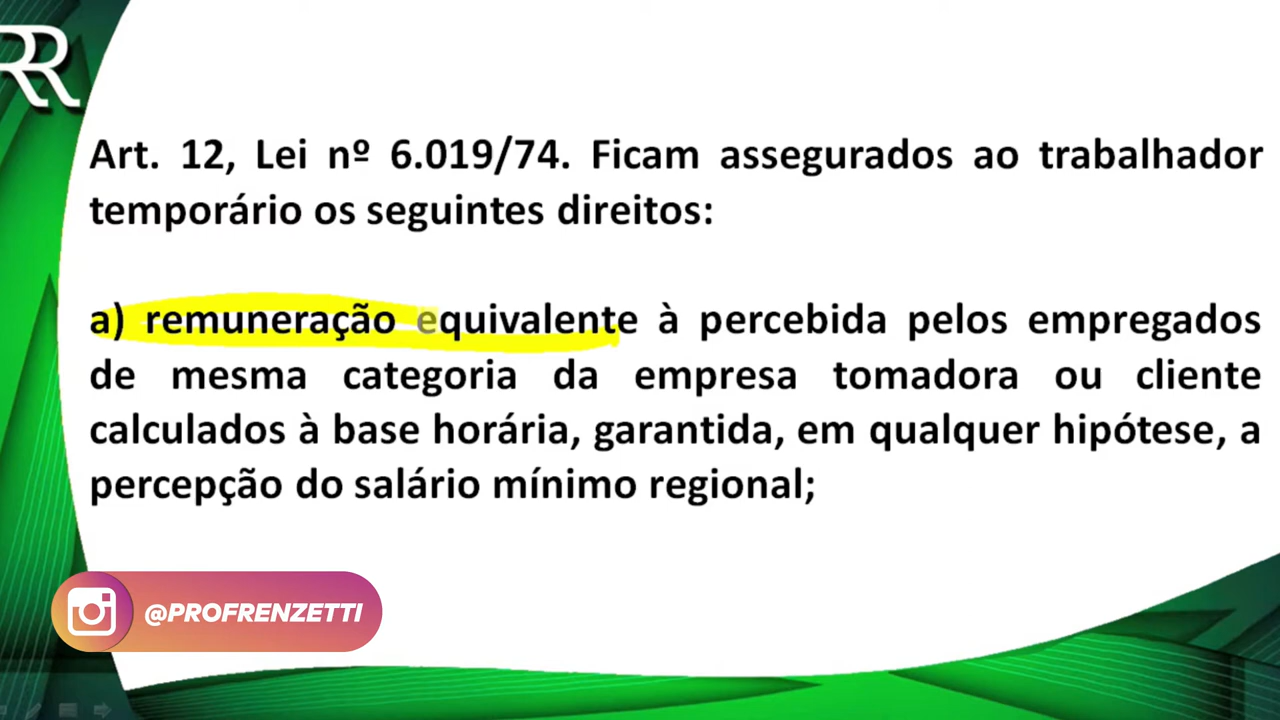 RR
Art. 12, Lei nº 6.019/74. Ficam assegurados ao trabalhador
temporário os seguintes direitos:
a) remuneração equivalente à percebida pelos empregados
de mesma categoria da empresa tomadora ou cliente
calculados à base horária, garantida, em qualquer hipótese, a
percepção do salário mínimo regional;
@PROFRENZETTI